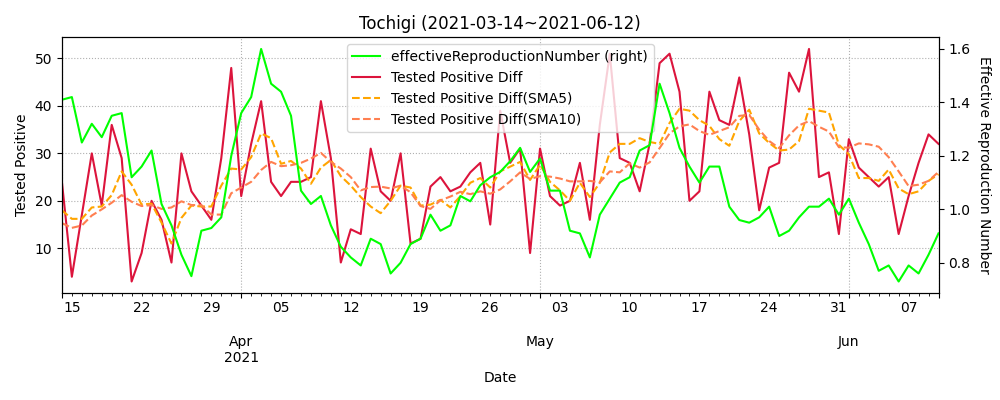 Tochigi (2021-03-14~2021-06-12)
effectiveReproductionNumber (right)
Tested Positive Diff
Tested Positive Diff(SMA5)
Tested Positive Diff(SMA10)
Tested Positive
50
40
30
20
10
1.6
1.4
1.2
1.0
0.8
Effective Reproduction Number
15 22 29 05 12 19 26 03 10 17 24 31 07
Apr May Jun
2021
Date